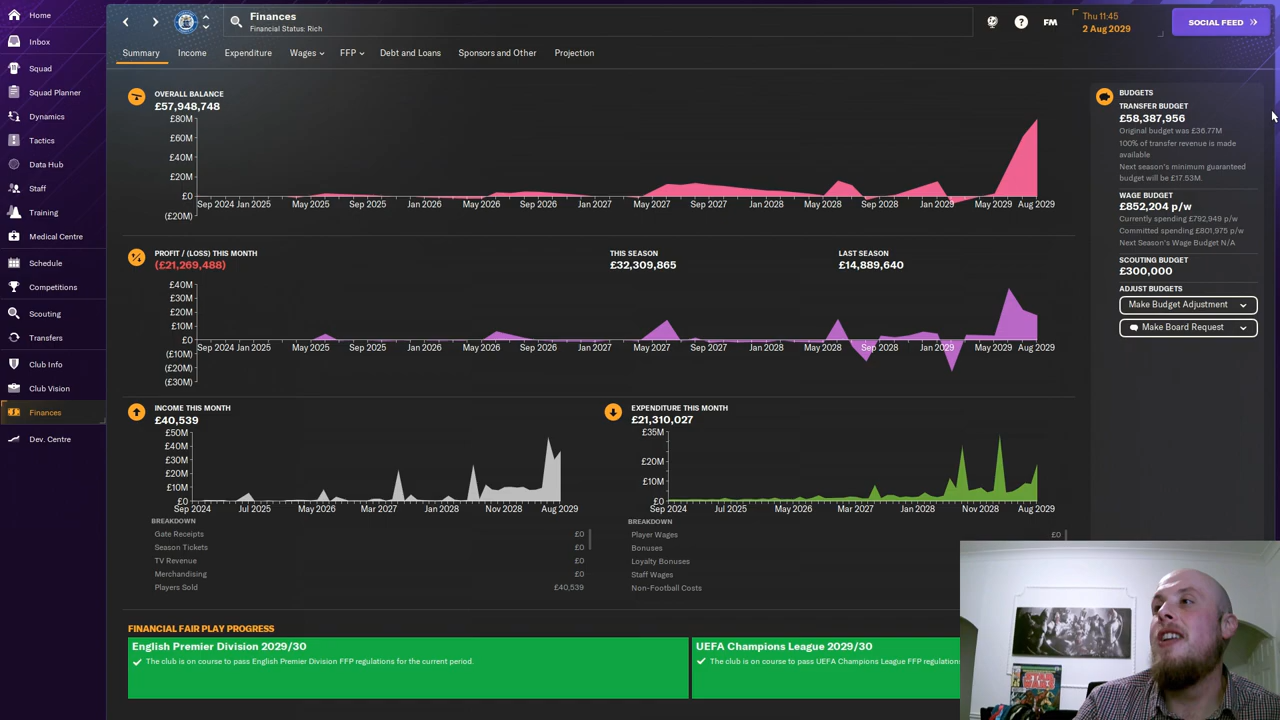 Home
Inbox
Squad
Squad Planner
Dynamics
Tactics
Data Hub
Staff
Training
Medical Centre
Schedule
Competitions
Scouting
Transfers
Club Info
Club Vision
Finances
Dev. Centre
Finances
Financial Status: Rich
FM
Thu 11:45
2 Aug 2029
SOCIAL FEED
Summary Income Expenditure Wages FFP Debt and Loans Sponsors and Other Projection
OVERALL BALANCE
£57,948,748
£80M
£60M
£40M
£20M
£0
(£20M)
Sep 2024 Jan 2025 May 2025 Sep 2025 Jan 2026 May 2026 Sep 2026 Jan 2027 May 2027 Sep 2027 Jan 2028 May 2028 Sep 2028 Jan 2029 May 2029 Aug 2029
PROFIT / (LOSS) THIS MONTH
(£21,269,488)
THIS SEASON
£32,309,865
LAST SEASON
£14,889,640
£40M
£30M
£20M
£10M
£0
(£10M)
(£20M)
(£30M)
Sep 2024 Jan 2025 May 2025 Sep 2025 Jan 2026 May 2026 Sep 2026 Jan 2027 May 2027 Sep 2027 Jan 2028 May 2028 Sep 2028 Jan 2029 May 2029 Aug 2029
INCOME THIS MONTH
£40,539
£50M
£40M
£30M
£20M
£10M
£0
Sep 2024 Jul 2025 May 2026 Mar 2027 Jan 2028 Nov 2028 Aug 2029
BREAKDOWN
Gate Receipts £0
Season Tickets £0
TV Revenue £0
Merchandising £0
Players Sold £40,539
EXPENDITURE THIS MONTH
£21,310,027
£35M
£20M
£10M
£0
Sep 2024 Jul 2025 May 2026 Mar 2027 Jan 2028 Nov 2028 Aug 2029
BREAKDOWN
Player Wages £0
Bonuses
Loyalty Bonuses
Staff Wages
Non-Football Costs
FINANCIAL FAIR PLAY PROGRESS
English Premier Division 2029/30
The club is on course to pass English Premier Division FFP regulations for the current period.
UEFA Champions League 2029/30
The club is on course to pass UEFA Champions League FFP regulations
BUDGETS
TRANSFER BUDGET
£58,387,956
Original budget was £36.77M
100% of transfer revenue is made
available
Next season's minimum guaranteed
budget will be £17.53M.
WAGE BUDGET
£852,204 p/w
Currently spending £792,949 p/w
Committed spending £801,975 p/w
Next Season's Wage Budget N/A
SCOUTING BUDGET
£300,000
ADJUST BUDGETS
Make Budget Adjustment
Make Board Request
STAR
WARS